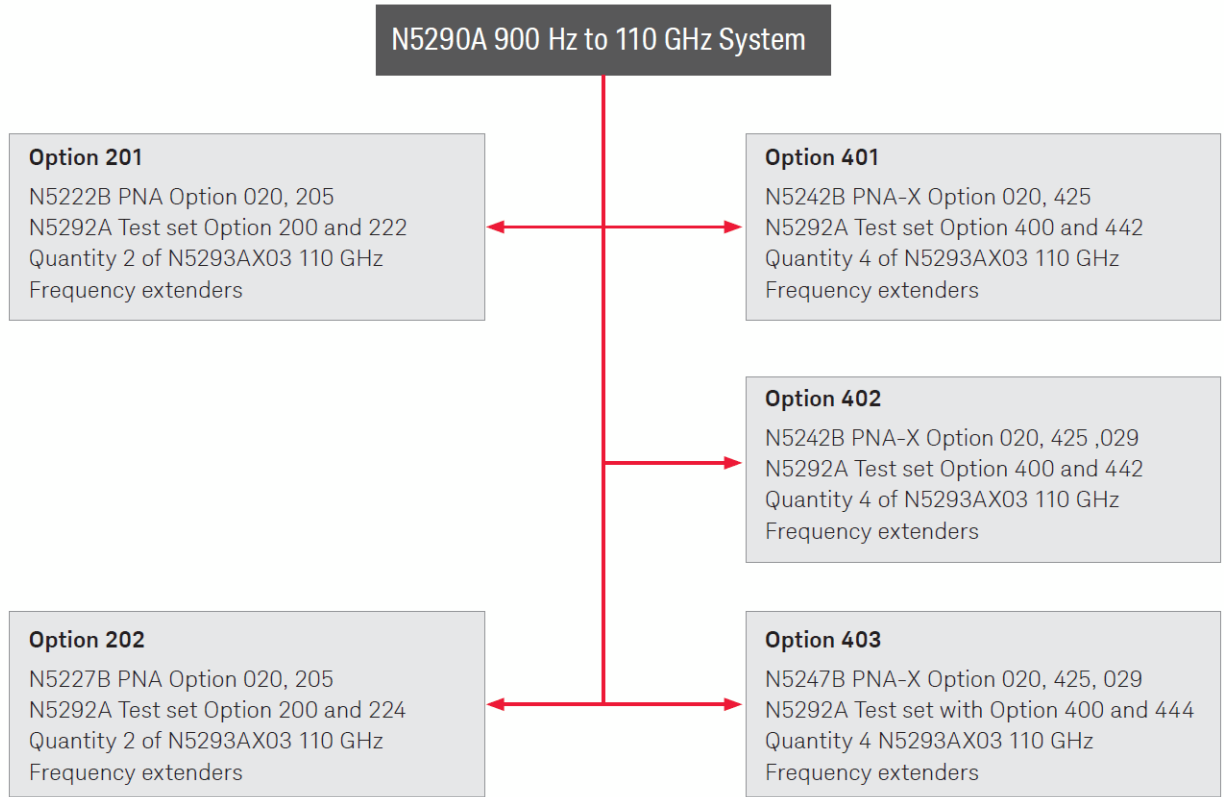 N5290A 900 Hz to 110 GHz System
Option 201
N5222B PNA Option 020, 205
N5292A Test set Option 200 and 222
Quantity 2 of N5293AX03 110 GHz
Frequency extenders
Option 401
N5242B PNA-X Option 020, 425
N5292A Test set Option 400 and 442
Quantity 4 of N5293AX03 110 GHz
Frequency extenders
Option 402
N5242B PNA-X Option 020, 425 ,029
N5292A Test set Option 400 and 442
Quantity 4 of N5293AX03 110 GHz
Frequency extenders
Option 202
N5227B PNA Option 020, 205
N5292A Test set Option 200 and 224
Quantity 2 of N5293AX03 110 GHz
Frequency extenders
Option 403
N5247B PNA-X Option 020, 425, 029
N5292A Test set with Option 400 and 444
Quantity 4 N5293AX03 110 GHz
Frequency extenders